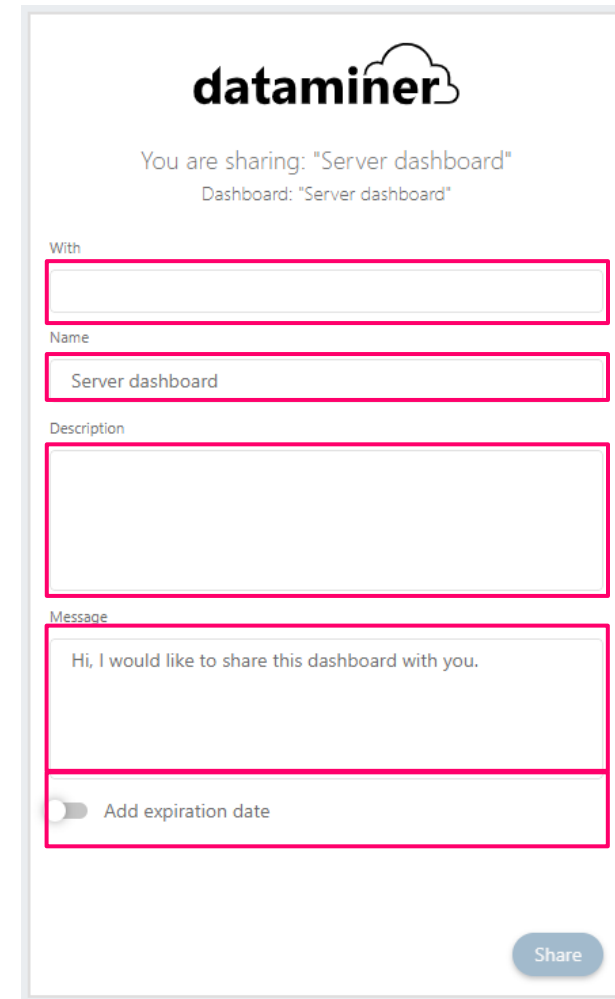 dataminer
You are sharing: "Server dashboard"
Dashboard: "Server dashboard"
With
Name
Server dashboard
Description
Message
Hi, I would like to share this dashboard with you.
Add expiration date
Share